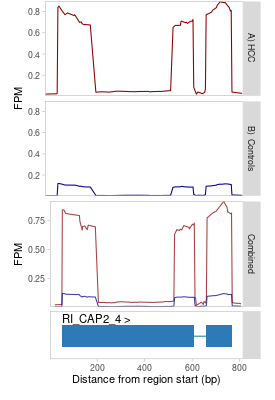 0.8
0.6
0.4
0.2
FPM
A) HCC
0.8
0.6
0.4
0.2
B) Controls
0.75
0.50
0.25
FPM
Combined
RI_CAP2_4 >
200 400 600 800
Distance from region start (bp)